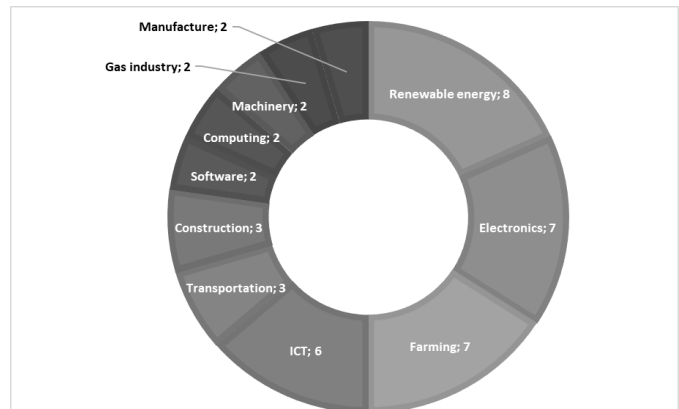 Manufacture; 2
Gas industry; 2
Renewable energy; 8
Machinery; 2
Computing; 2
Software; 2
Construction; 3
Electronics; 7
Transportation; 3
ICT; 6
Farming; 7